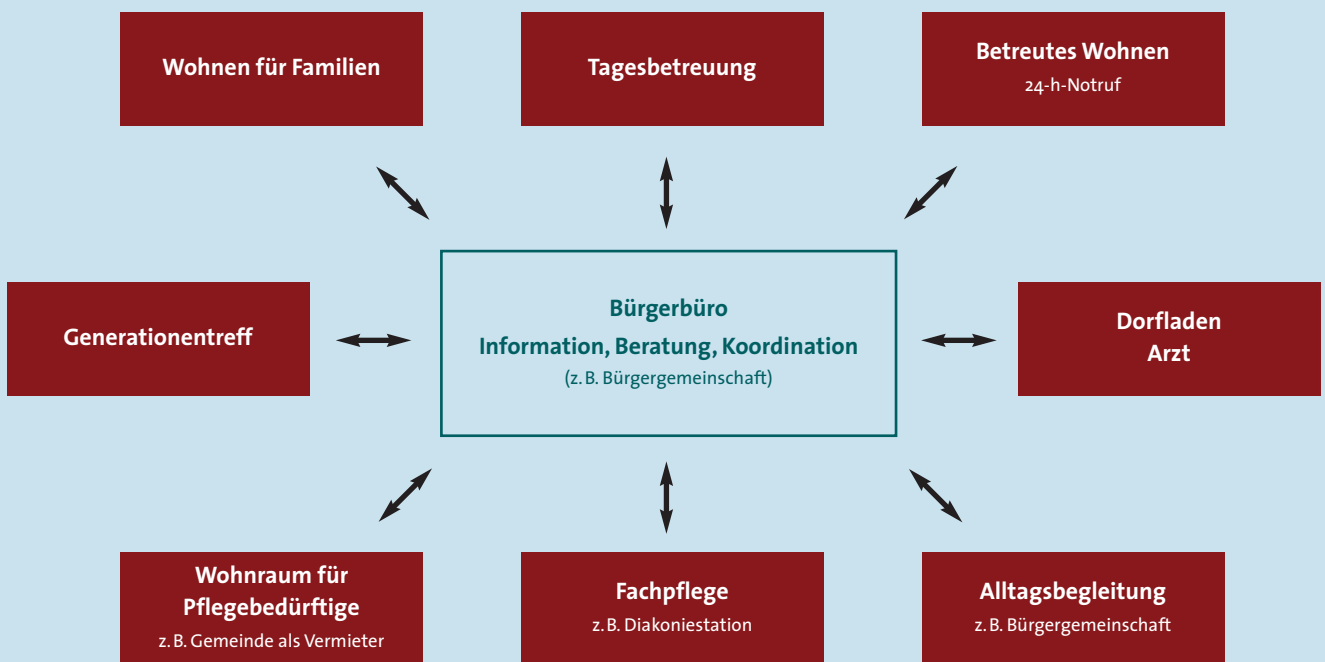 Wohnen für Familien
Tagesbetreuung
Betreutes Wohnen
24-h-Notruf
Generationentreff
Bürgerbüro
Information, Beratung, Koordination
(z. B. Bürgergemeinschaft)
Dorfladen
Arzt
Wohnraum für
Pflegebedürftige
z. B. Gemeinde als Vermieter
Fachpflege
z. B. Diakoniestation
Alltagsbegleitung
z. B. Bürgergemeinschaft